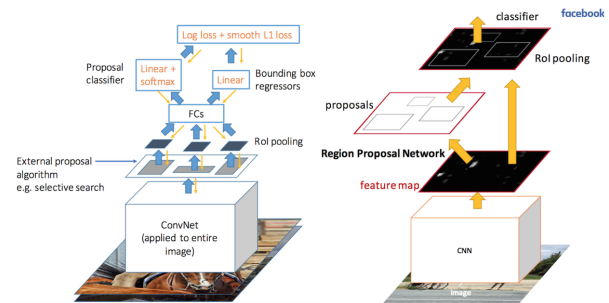 Log loss + smooth L1 loss
Proposal
classifier
Linear +
softmax
Linear
Bounding box
regressors
FCs
RoI pooling
External proposal
algorithm
e.g. selective search
ConvNet
(applied to entire
image)
classifier
facebook
RoI pooling
proposals
Region Proposal Network
feature map
CNN
image